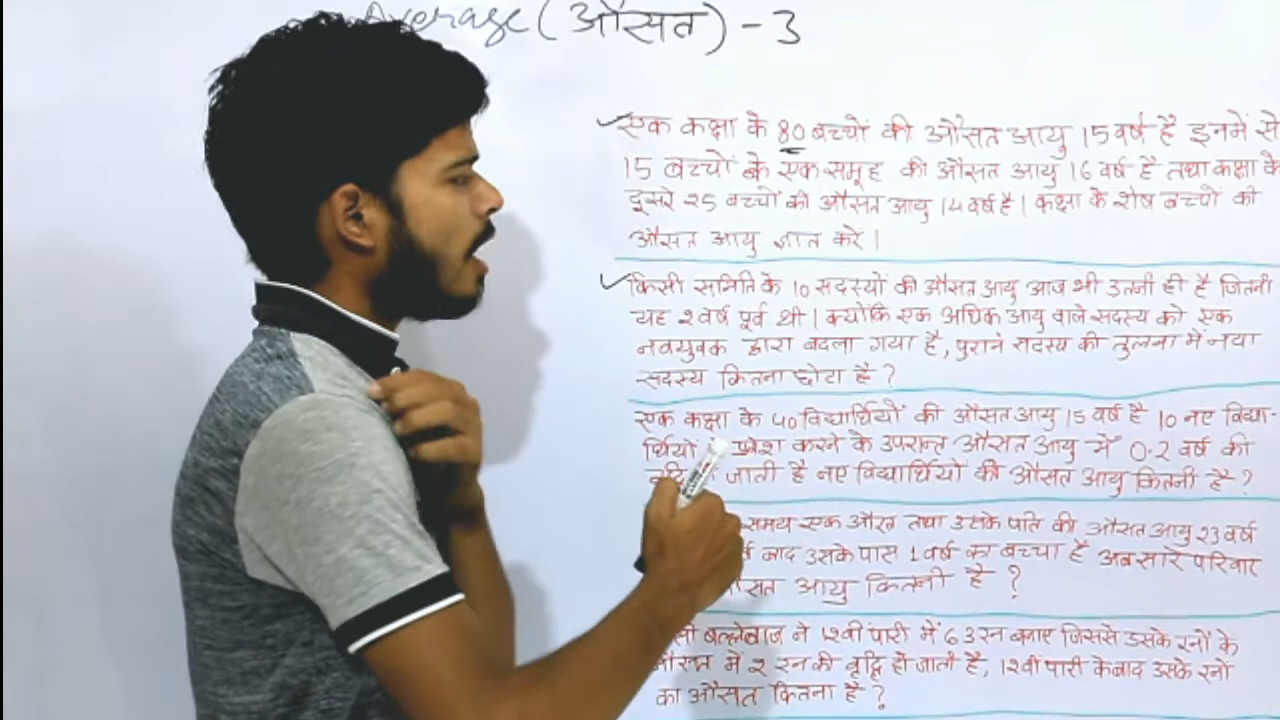 Average (औसत) - 3
एक कक्षा के 80 बच्चों की औसत आयु 15 वर्ष है इनमें से
15 बच्चों के एक समूह की औसत आयु 16 वर्ष है तथा कक्षा के
दूसरे 25 बच्चों की औसत आयु 14 वर्ष है। कक्षा के शेष बच्चों की
औसत आयु ज्ञात करें।
किसी समिति के 10 सदस्यों की औसत आयु आज भी उतनी ही है जितनी
यह 2 वर्ष पूर्व थी। क्योंकि एक अधिक आयु वाले सदस्य को एक
नवयुवक द्वारा बदला गया है, पुराने सदस्य की तुलना में नया
सदस्य कितना छोटा है?
एक कक्षा के 40 विद्यार्थियों की औसत आयु 15 वर्ष है 10 नए विद्या-
र्थियों प्रवेश करने के उपरान्त औसत आयु में 0.2 वर्ष की
जाती है नए विद्यार्थियों की औसत आयु कितनी है?
समय एक औरत तथा उसके पति की औसत आयु 23 वर्ष
बाद उसके पास 1 वर्ष का बच्चा है अब सारे परिवार
आयु कितनी है?
बल्लेबाज ने 12वीं पारी में 63 रन बनाए जिससे उसके रनों के
औसत में 2 रन की वृद्धि हो जाती है, 12वीं पारी के बाद उसके रनों
का औसत कितना है?